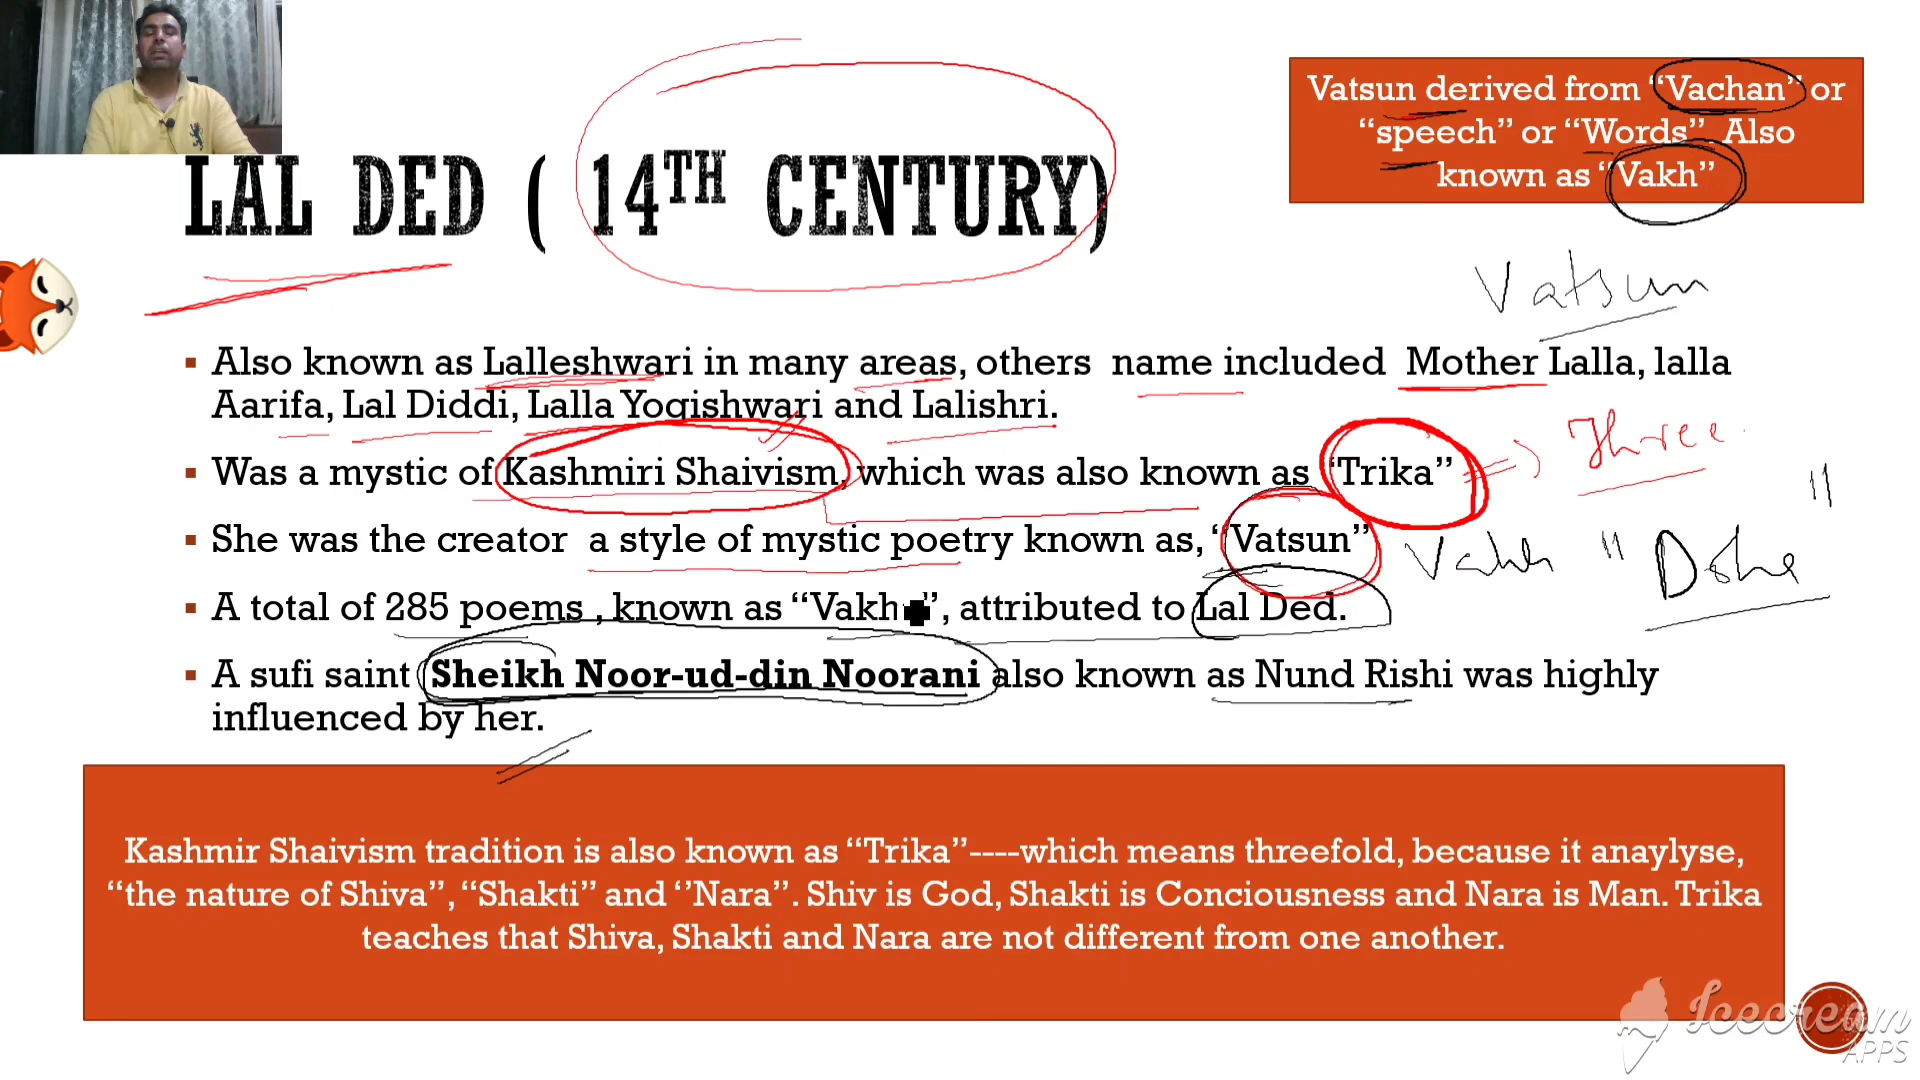 LAL DED ( 14TH CENTURY)
Vatsun derived from “Vachan” or
“speech” or “Words”. Also
known as “Vakh”
Vatsun
Also known as Lalleshwari in many areas, others name included Mother Lalla, lalla
Aarifa, Lal Diddi, Lalla Yogishwari and Lalishri.
Three
Was a mystic of Kashmiri Shaivism, which was also known as “Trika”
She was the creator a style of mystic poetry known as, “Vatsun”
Vakh " Dohe "
A total of 285 poems , known as “Vakh ”, attributed to Lal Ded.
A sufi saint Sheikh Noor-ud-din Noorani also known as Nund Rishi was highly
influenced by her.
Kashmir Shaivism tradition is also known as “Trika”----which means threefold, because it anaylyse,
“the nature of Shiva”, “Shakti” and ‘’Nara”. Shiv is God, Shakti is Conciousness and Nara is Man. Trika
teaches that Shiva, Shakti and Nara are not different from one another.
Icecream
APPS